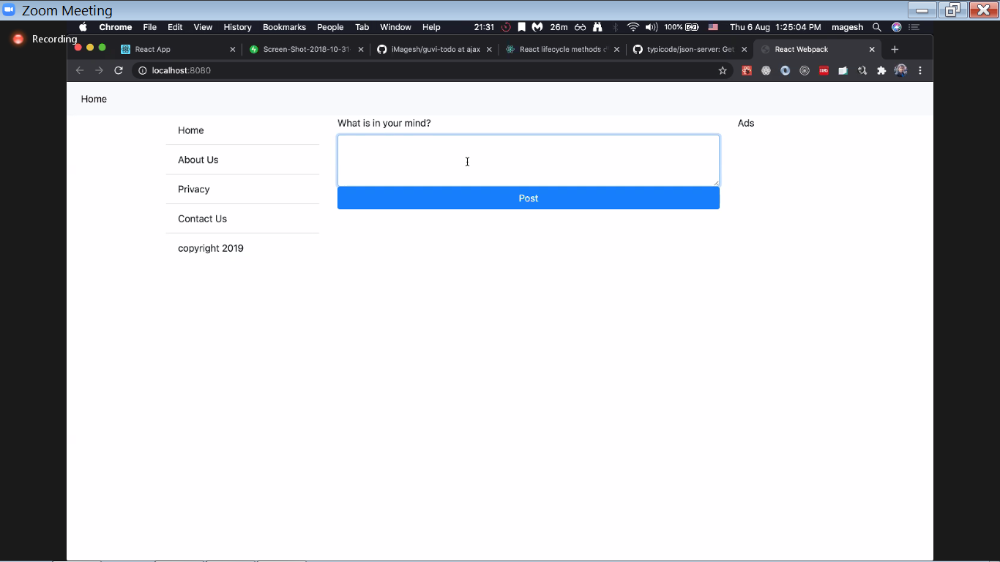 Zoom Meeting
Recording
Chrome File Edit View History Bookmarks People Tab Window Help 21:31 26m 100% Thu 6 Aug 1:25:04 PM magesh
React App Screen-Shot-2018-10-31- iMagesh/guvi-todo at ajax React lifecycle methods typicode/json-server: Get React Webpack
localhost:8080
Home
What is in your mind? Ads
Home
About Us
Post
Privacy
Contact Us
copyright 2019